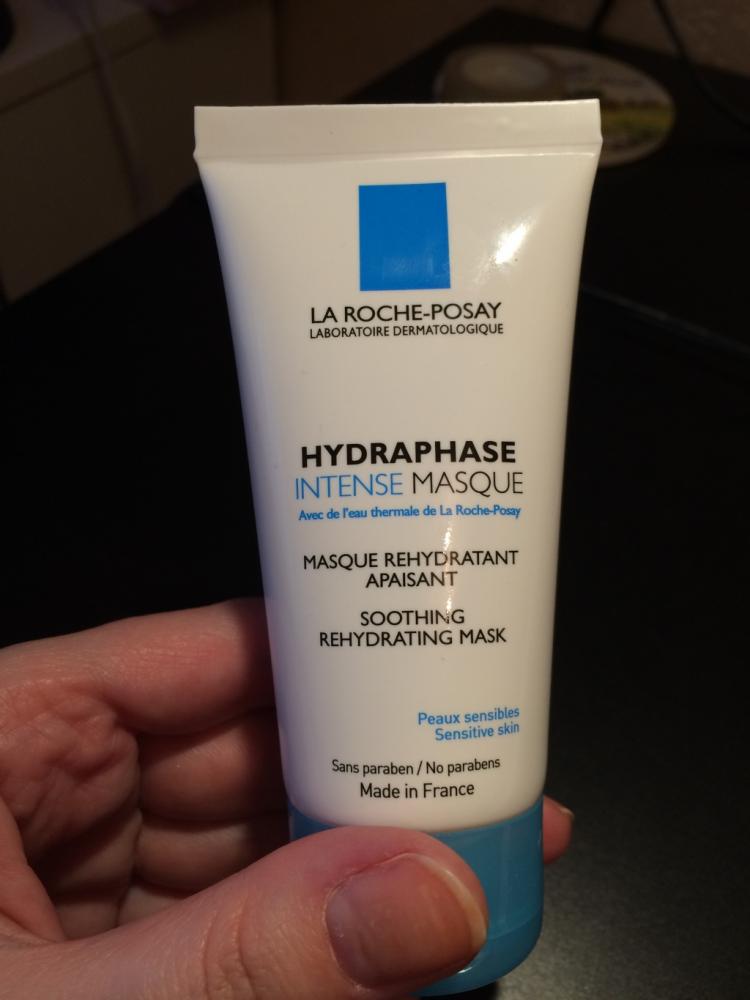 LA ROCHE-POSAY
LABORATOIRE DERMATOLOGIQUE
HYDRAPHASE
INTENSE MASQUE
Avec de l'eau thermale de La Roche-Posay
MASQUE REHYDRATANT
APAISANT
SOOTHING
REHYDRATING MASK
Peaux sensibles
Sensitive skin
Sans paraben / No parabens
Made in France